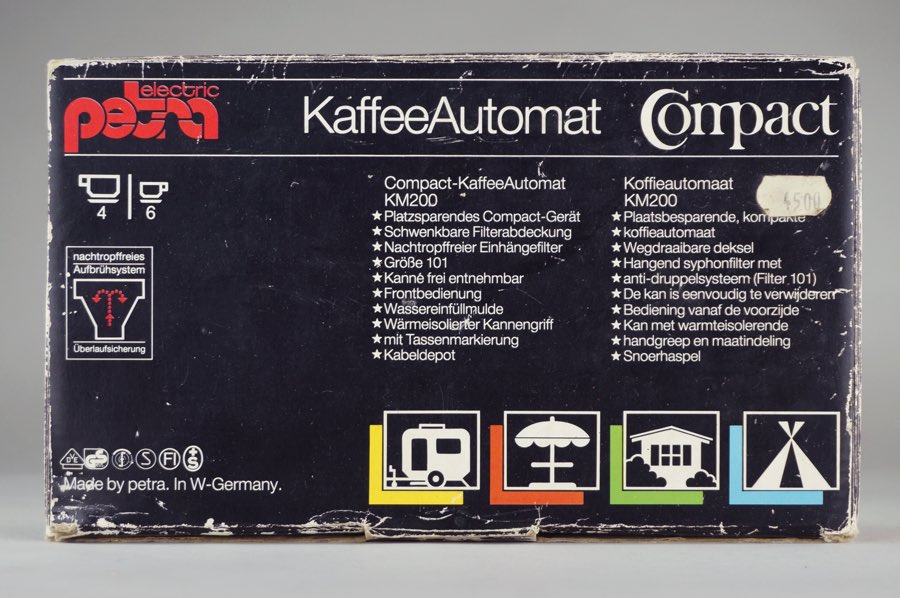 petra electric
KaffeeAutomat Compact
4 6
nachtropffreies
Aufbrühsystem
Überlaufsicherung
Compact-KaffeeAutomat
KM200
★Platzsparendes Compact-Gerät
★Schwenkbare Filterabdeckung
★Nachtropffreier Einhängefilter
★Größe 101
★Kanne frei entnehmbar
★Frontbedienung
★Wassereinfüllmulde
★Wärmeisolierter Kannengriff
★mit Tassenmarkierung
★Kabeldepot
Koffieautomaat
KM200
★Plaatsbesparende, kompakte
★koffieautomaat
★Wegdraaibare deksel
★Hangend syphonfilter met
★anti-druppelsysteem (Filter 101)
★De kan is eenvoudig te verwijderen
★Bediening vanaf de voorzijde
★Kan met warmteisolerende
★handgreep en maatindeling
★Snoerhaspel
4500
Made by petra. In W-Germany.